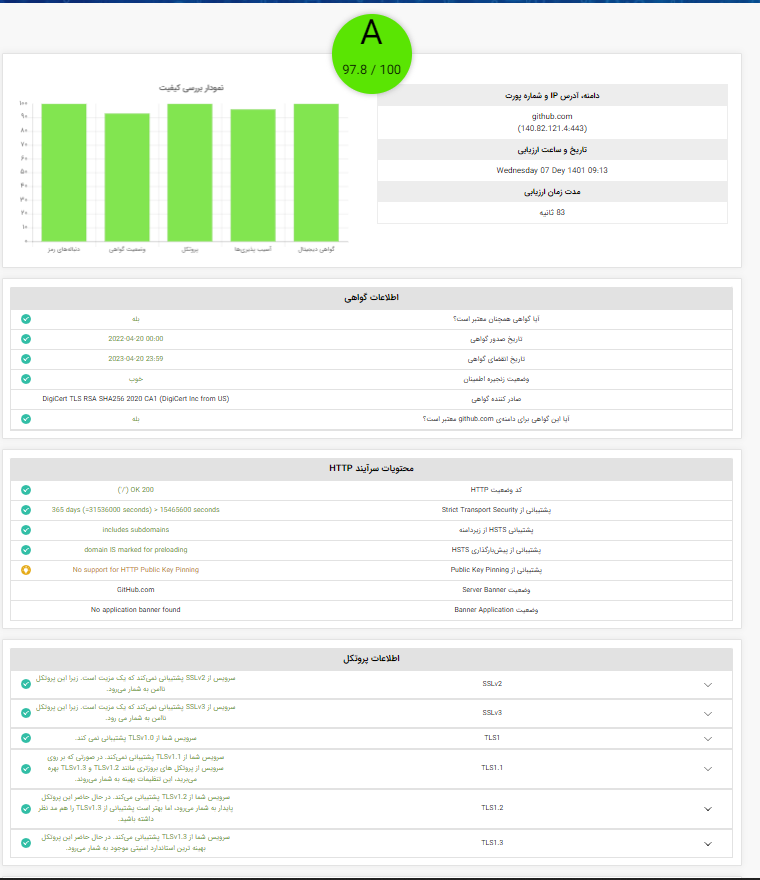 A
97.8 / 100
نمودار بررسی کیفیت
۱۰۰
۹۰
۸۰
۷۰
۶۰
۵۰
۴۰
۳۰
۲۰
۱۰
۰
دنباله‌های رمز
وضعیت گواهی
پروتکل
آسیب پذیری‌ها
گواهی دیجیتال
دامنه، آدرس IP و شماره پورت
github.com
(140.82.121.4:443)
تاریخ و ساعت ارزیابی
Wednesday 07 Dey 1401 09:13
مدت زمان ارزیابی
83 ثانیه
اطلاعات گواهی
آیا گواهی همچنان معتبر است؟ بله
تاریخ صدور گواهی 2022-04-20 00:00
تاریخ انقضای گواهی 2023-04-20 23:59
وضعیت زنجیره اطمینان خوب
صادر کننده گواهی DigiCert TLS RSA SHA256 2020 CA1 (DigiCert Inc from US)
آیا این گواهی برای دامنه‌ی github.com معتبر است؟ بله
محتویات سرآیند HTTP
کد وضعیت HTTP 200 OK ('/')
پشتیبانی از Strict Transport Security 365 days (=31536000 seconds) > 15465600 seconds
پشتیبانی HSTS از زیردامنه includes subdomains
پشتیبانی از پیش‌بارگذاری HSTS domain IS marked for preloading
پشتیبانی از Public Key Pinning No support for HTTP Public Key Pinning
وضعیت Server Banner GitHub.com
وضعیت Banner Application No application banner found
اطلاعات پروتکل
SSLv2
سرویس از SSLv2 پشتیبانی نمی‌کند که یک مزیت است. زیرا این پروتکل
ناامن به شمار می‌رود.
SSLv3
سرویس از SSLv3 پشتیبانی نمی‌کند که یک مزیت است. زیرا این پروتکل
ناامن به شمار می رود.
TLS1
سرویس شما از TLSv1.0 پشتیبانی نمی کند.
TLS1.1
سرویس شما از TLSv1.1 پشتیبانی نمی‌کند. در صورتی که بر روی
سرویس از پروتکل های بروزتری مانند TLSv1.2 و TLSv1.3 بهره
می‌برید، این تنظیمات بهینه به شمار می‌روند.
TLS1.2
سرویس شما از TLSv1.2 پشتیبانی می‌کند. در حال حاضر این پروتکل
پایدار به شمار می‌رود، اما بهتر است پشتیبانی از TLSv1.3 را هم مد نظر
داشته باشید.
TLS1.3
سرویس شما از TLSv1.3 پشتیبانی می‌کند. در حال حاضر این پروتکل
بهینه ترین استاندارد امنیتی موجود به شمار می‌رود.